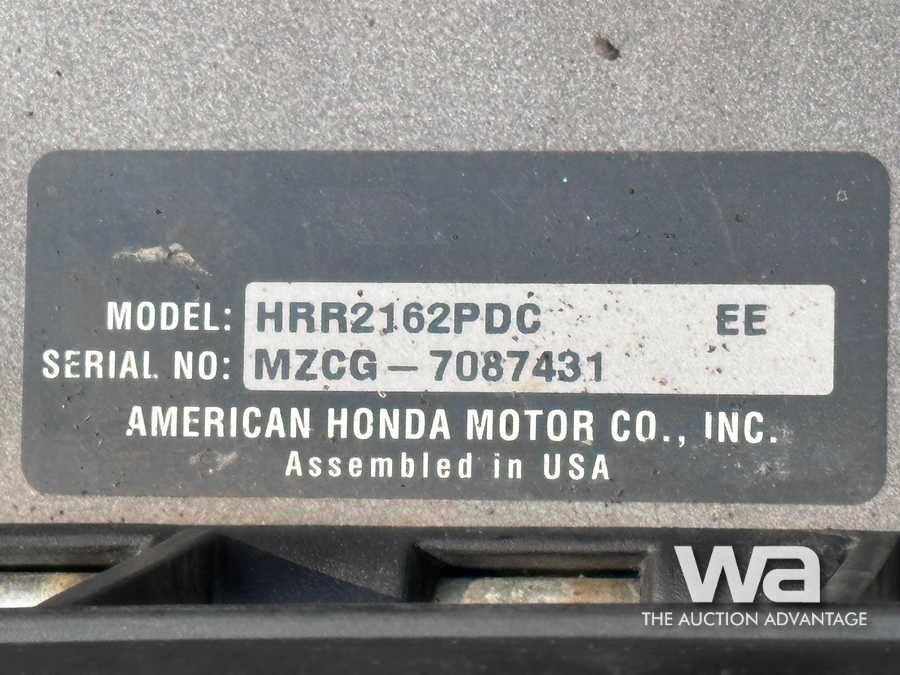 MODEL: HRR2162PDC EE
SERIAL NO: MZCG-7087431
AMERICAN HONDA MOTOR CO., INC.
Assembled in USA
wa
THE AUCTION ADVANTAGE